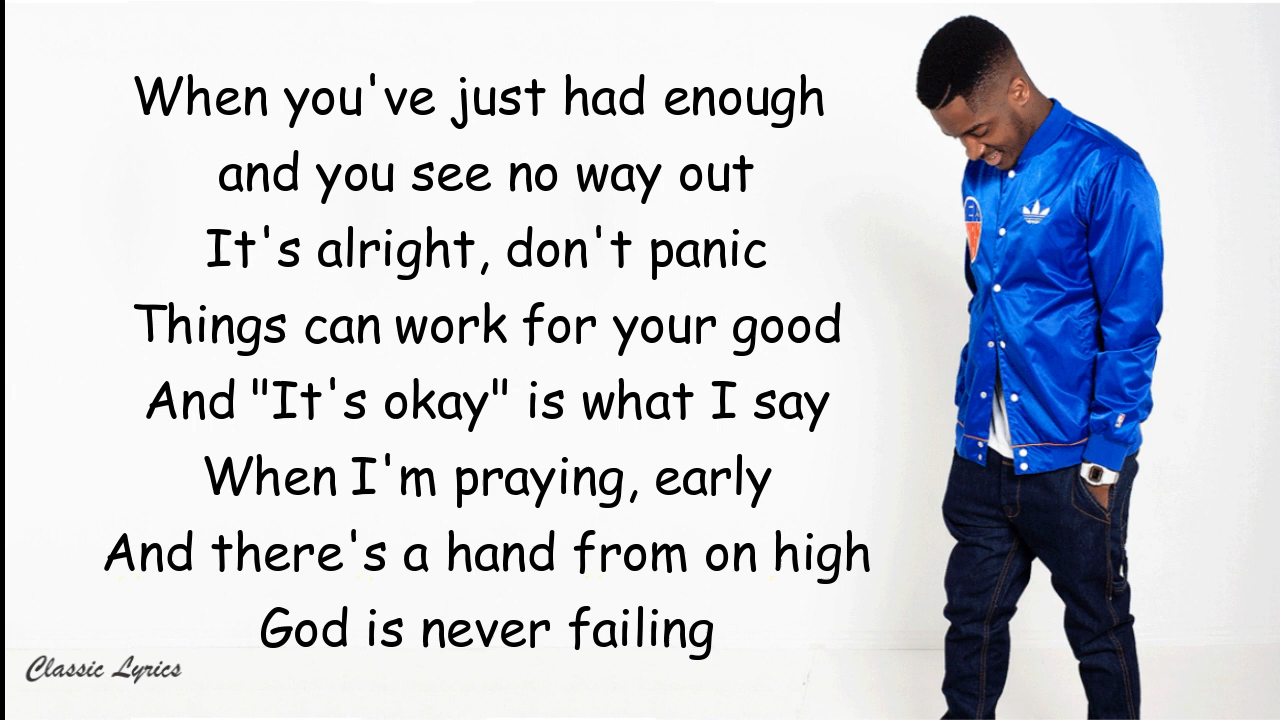 When you've just had enough
and you see no way out
It's alright, don't panic
Things can work for your good
And "It's okay" is what I say
When I'm praying, early
And there's a hand from on high
God is never failing
Classic Lyrics